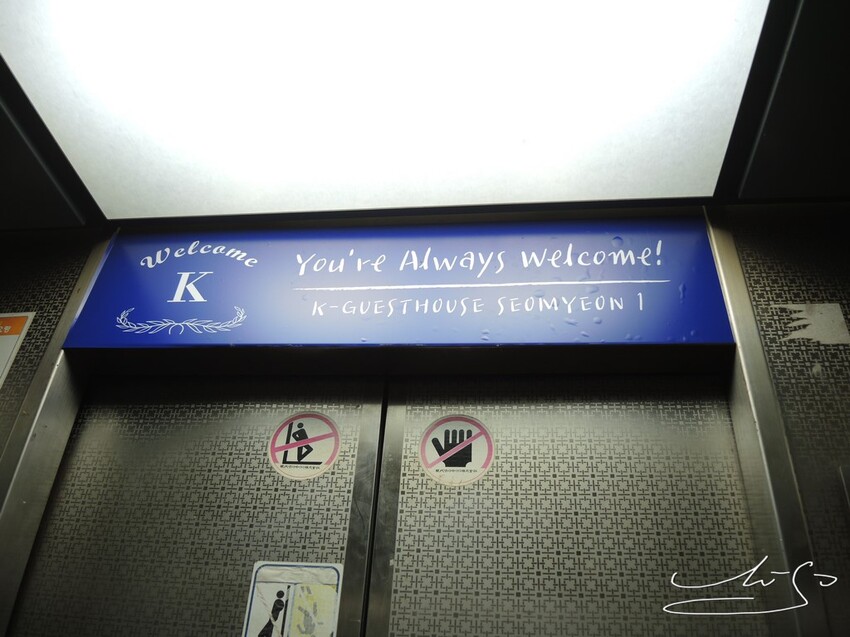 Welcome
K
You're Always Welcome!
K-GUESTHOUSE SEOMYEON 1